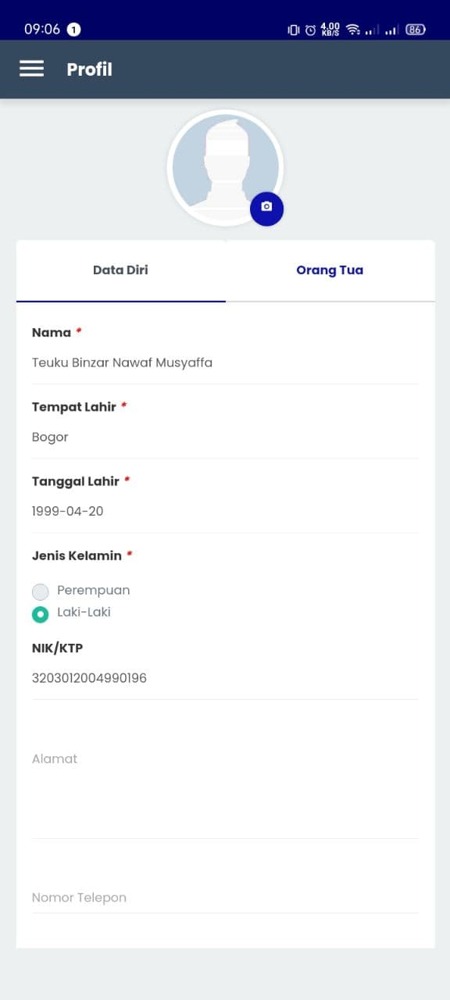 09:06 1 4.00 KB/S 86
Profil
Data Diri Orang Tua
Nama *
Teuku Binzar Nawaf Musyaffa
Tempat Lahir *
Bogor
Tanggal Lahir *
1999-04-20
Jenis Kelamin *
Perempuan
Laki-Laki
NIK/KTP
3203012004990196
Alamat
Nomor Telepon